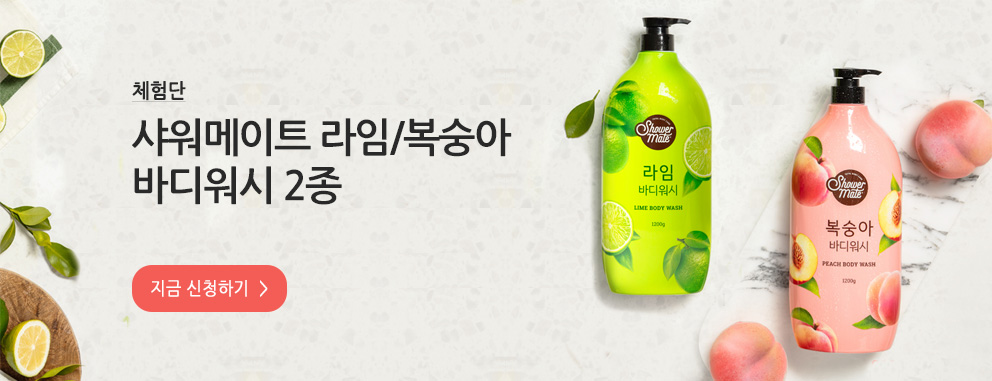 체험단
샤워메이트 라임/복숭아
바디워시 2종
지금 신청하기 >
Shower
Mate
라임
바디워시
LIME BODY WASH
1200g
Shower
Mate
복숭아
바디워시
PEACH BODY WASH
1200g